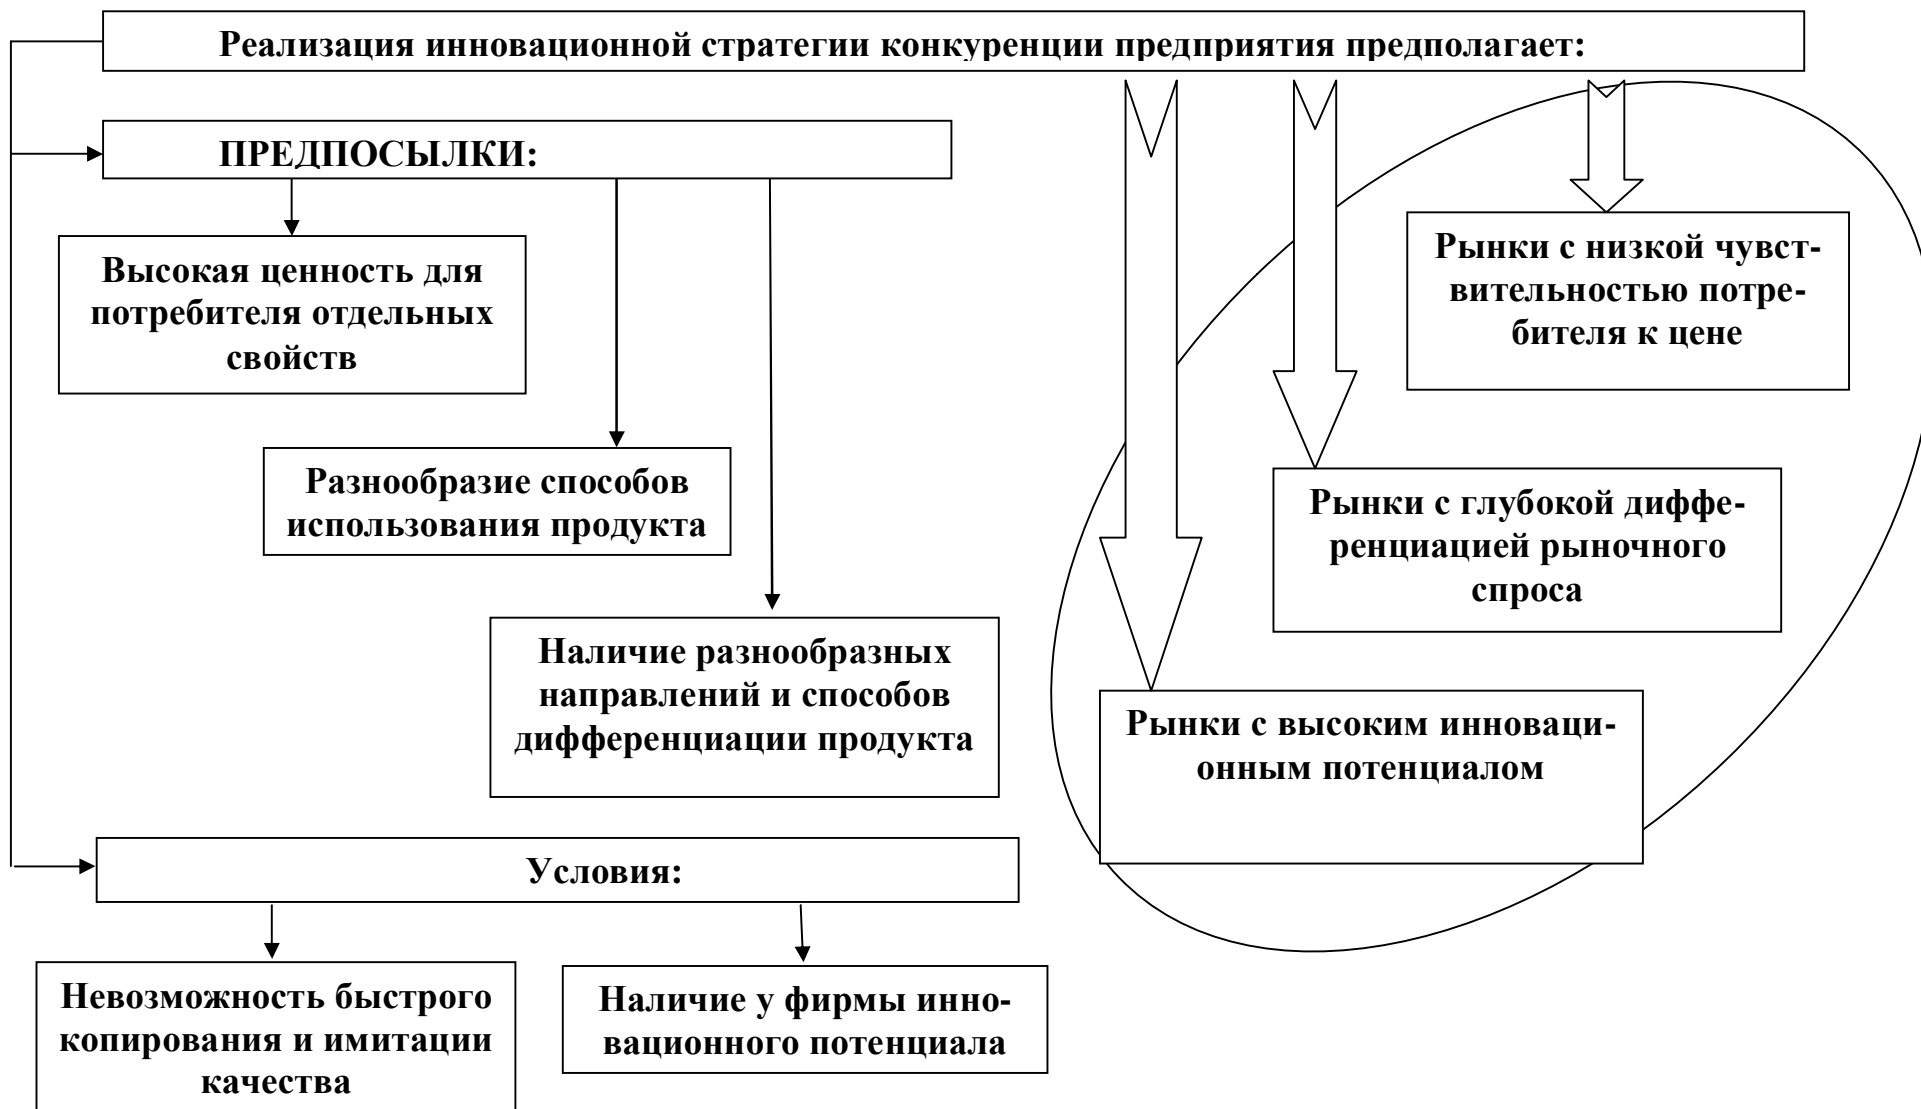 Реализация инновационной стратегии конкуренции предприятия предполагает:
ПРЕДПОСЫЛКИ:
Высокая ценность для
потребителя отдельных
свойств
Разнообразие способов
использования продукта
Наличие разнообразных
направлений и способов
дифференциации продукта
Рынки с низкой чувст-
вительностью потре-
бителя к цене
Рынки с глубокой диффе-
ренциацией рыночного
спроса
Рынки с высоким инноваци-
онным потенциалом
Условия:
Невозможность быстрого
копирования и имитации
качества
Наличие у фирмы инно-
вационного потенциала